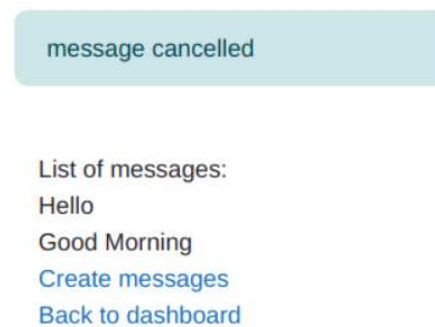 message cancelled
List of messages:
Hello
Good Morning
Create messages
Back to dashboard